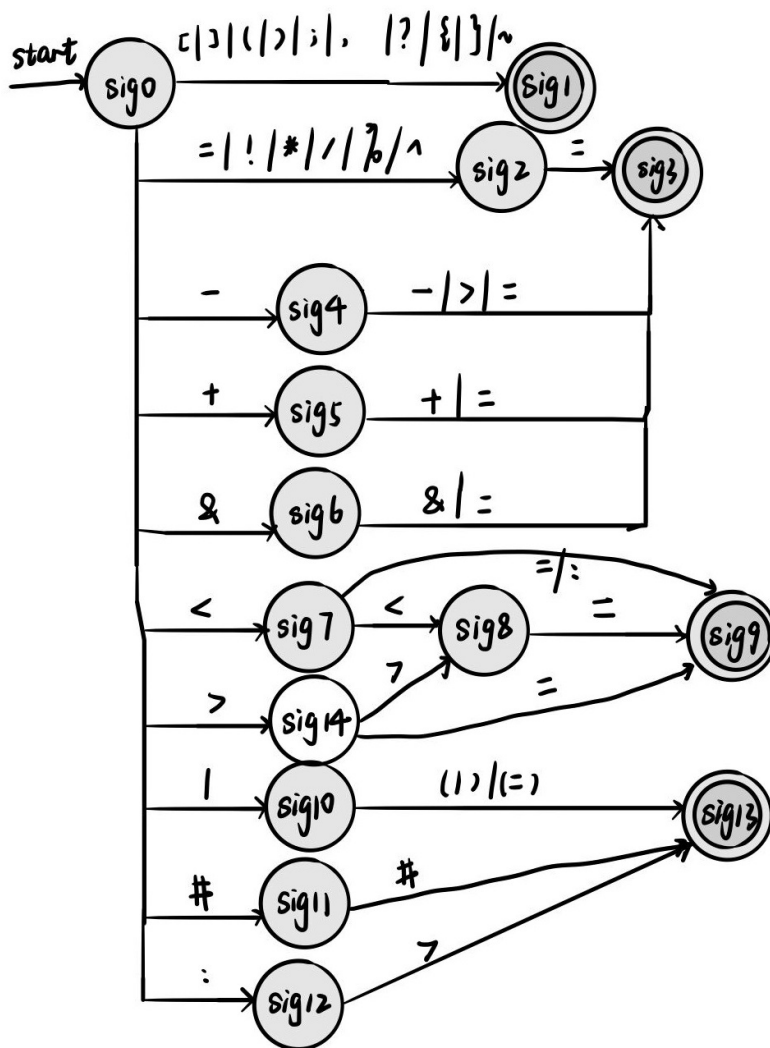 start
sig0 [|]|(|)|;|, |?|{|}|~ sig1
=|!|*|/|%|^ sig2 = sig3
- sig4 -|>|=
+ sig5 +|=
& sig6 &|=
=|:
< sig7 < sig8 = sig9
> sig14 > =
| sig10 (|)|(=) sig13
# sig11 #
: sig12 >